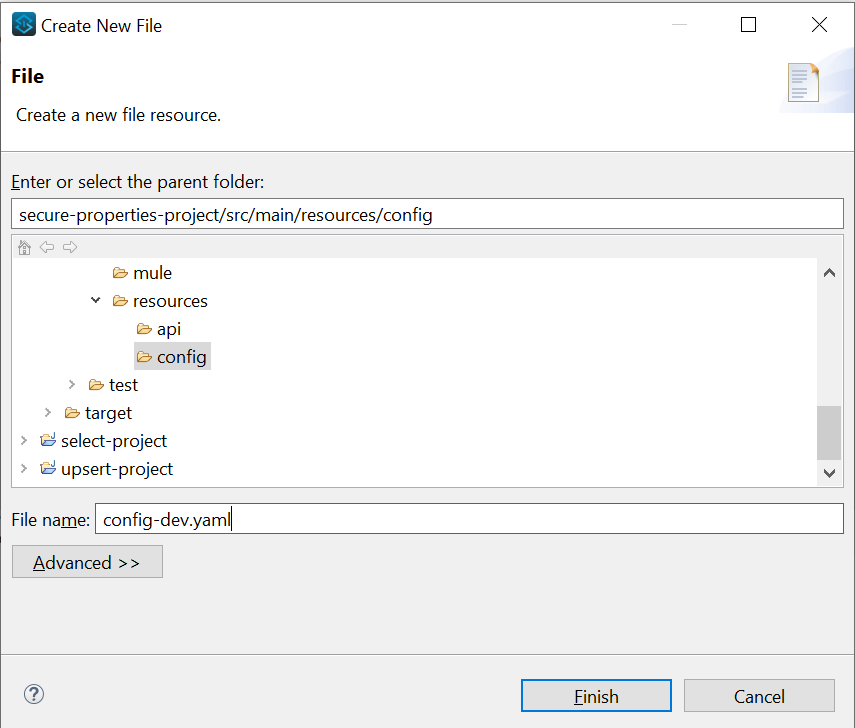 Create New File
File
Create a new file resource.
Enter or select the parent folder:
secure-properties-project/src/main/resources/config
mule
resources
api
config
test
target
select-project
upsert-project
File name: config-dev.yaml
Advanced >>
? Finish Cancel